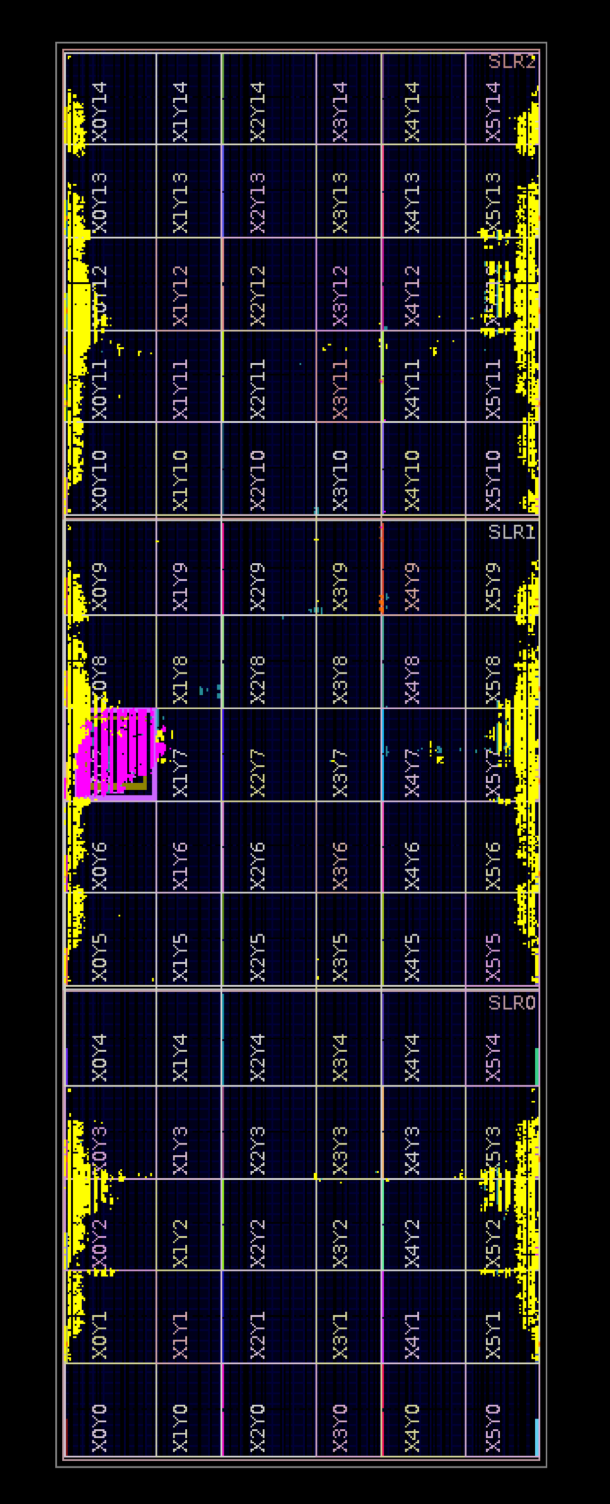 SLR2
X0Y14 X1Y14 X2Y14 X3Y14 X4Y14 X5Y14
X0Y13 X1Y13 X2Y13 X3Y13 X4Y13 X5Y13
X1Y12 X2Y12 X3Y12 X4Y12
X0Y11 X1Y11 X2Y11 X3Y11 X4Y11 X5Y11
X0Y10 X1Y10 X2Y10 X3Y10 X4Y10 X5Y10
SLR1
X0Y9 X1Y9 X2Y9 X3Y9 X4Y9 X5Y9
X0Y8 X1Y8 X2Y8 X3Y8 X4Y8 X5Y8
X1Y7 X2Y7 X3Y7 X4Y7 X5Y7
X0Y6 X1Y6 X2Y6 X3Y6 X4Y6 X5Y6
X0Y5 X1Y5 X2Y5 X3Y5 X4Y5 X5Y5
SLR0
X0Y4 X1Y4 X2Y4 X3Y4 X4Y4 X5Y4
X0Y3 X1Y3 X2Y3 X3Y3 X4Y3 X5Y3
X0Y2 X1Y2 X2Y2 X3Y2 X4Y2 X5Y2
X0Y1 X1Y1 X2Y1 X3Y1 X4Y1 X5Y1
X0Y0 X1Y0 X2Y0 X3Y0 X4Y0 X5Y0